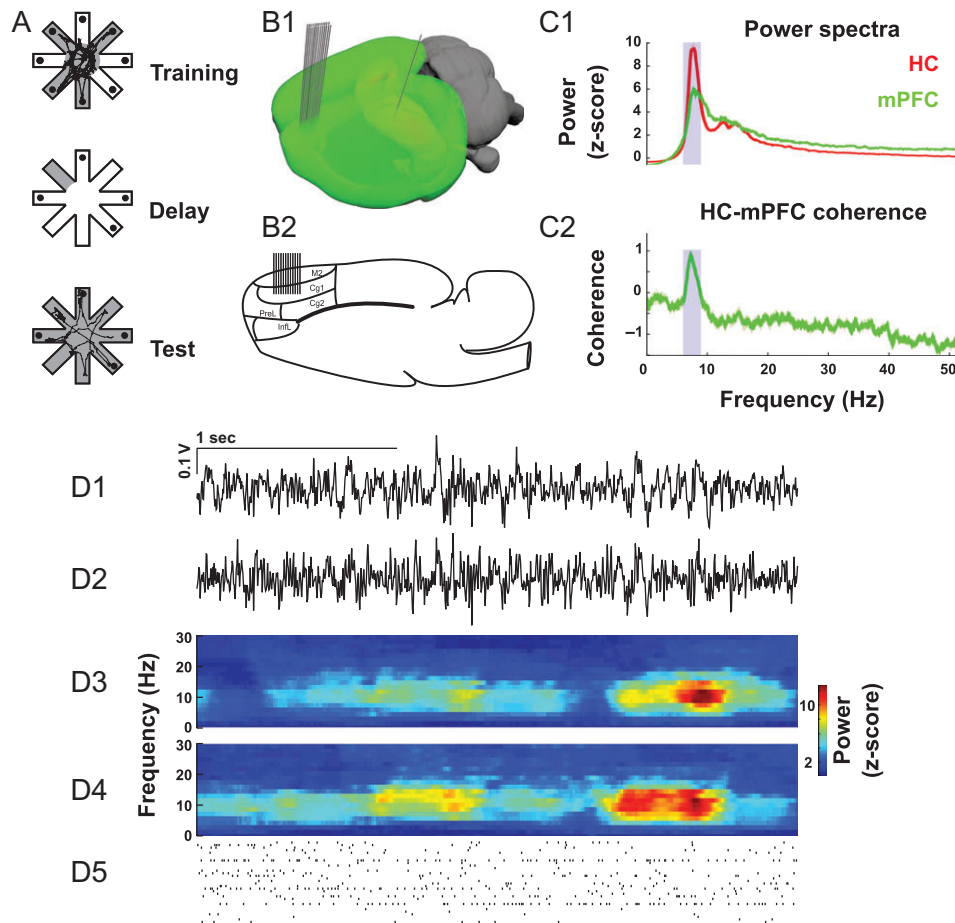 A
Training
Delay
Test
B1
B2
M2
Cg1
Cg2
PreL
InfL
C1
Power spectra
HC
mPFC
Power
(z-score)
10
8
6
4
2
0
C2
HC-mPFC coherence
Coherence
1
0
−1
0 10 20 30 40 50
Frequency (Hz)
1 sec
0.1 V
D1
D2
D3
30
20
10
0
Frequency (Hz)
D4
30
20
10
0
10
2
Power
(z-score)
D5